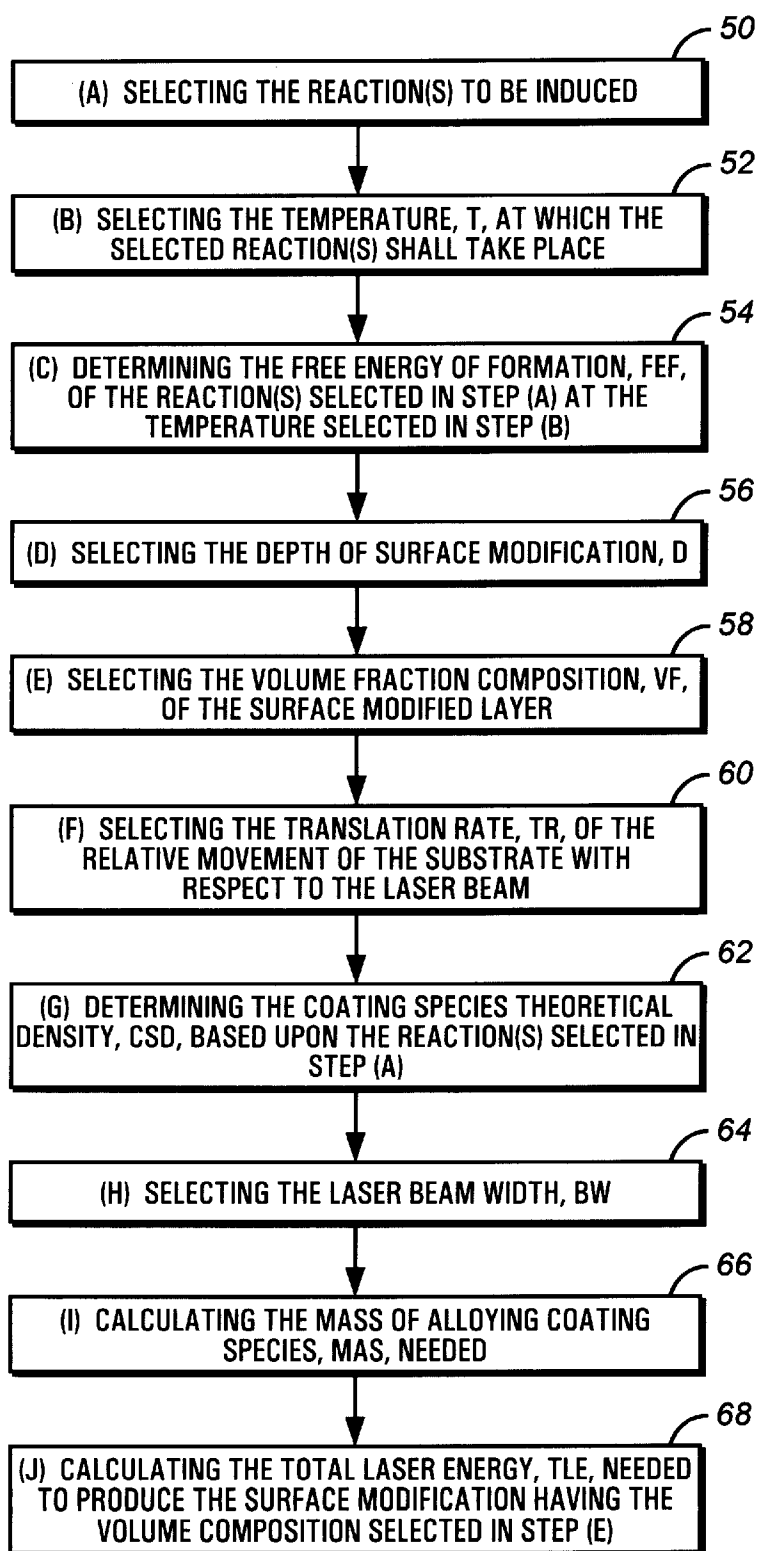 50
(A) SELECTING THE REACTION(S) TO BE INDUCED
52
(B) SELECTING THE TEMPERATURE, T, AT WHICH THE
SELECTED REACTION(S) SHALL TAKE PLACE
54
(C) DETERMINING THE FREE ENERGY OF FORMATION, FEF,
OF THE REACTION(S) SELECTED IN STEP (A) AT THE
TEMPERATURE SELECTED IN STEP (B)
56
(D) SELECTING THE DEPTH OF SURFACE MODIFICATION, D
58
(E) SELECTING THE VOLUME FRACTION COMPOSITION, VF,
OF THE SURFACE MODIFIED LAYER
60
(F) SELECTING THE TRANSLATION RATE, TR, OF THE
RELATIVE MOVEMENT OF THE SUBSTRATE WITH
RESPECT TO THE LASER BEAM
62
(G) DETERMINING THE COATING SPECIES THEORETICAL
DENSITY, CSD, BASED UPON THE REACTION(S) SELECTED IN
STEP (A)
64
(H) SELECTING THE LASER BEAM WIDTH, BW
66
(I) CALCULATING THE MASS OF ALLOYING COATING
SPECIES, MAS, NEEDED
68
(J) CALCULATING THE TOTAL LASER ENERGY, TLE, NEEDED
TO PRODUCE THE SURFACE MODIFICATION HAVING THE
VOLUME COMPOSITION SELECTED IN STEP (E)